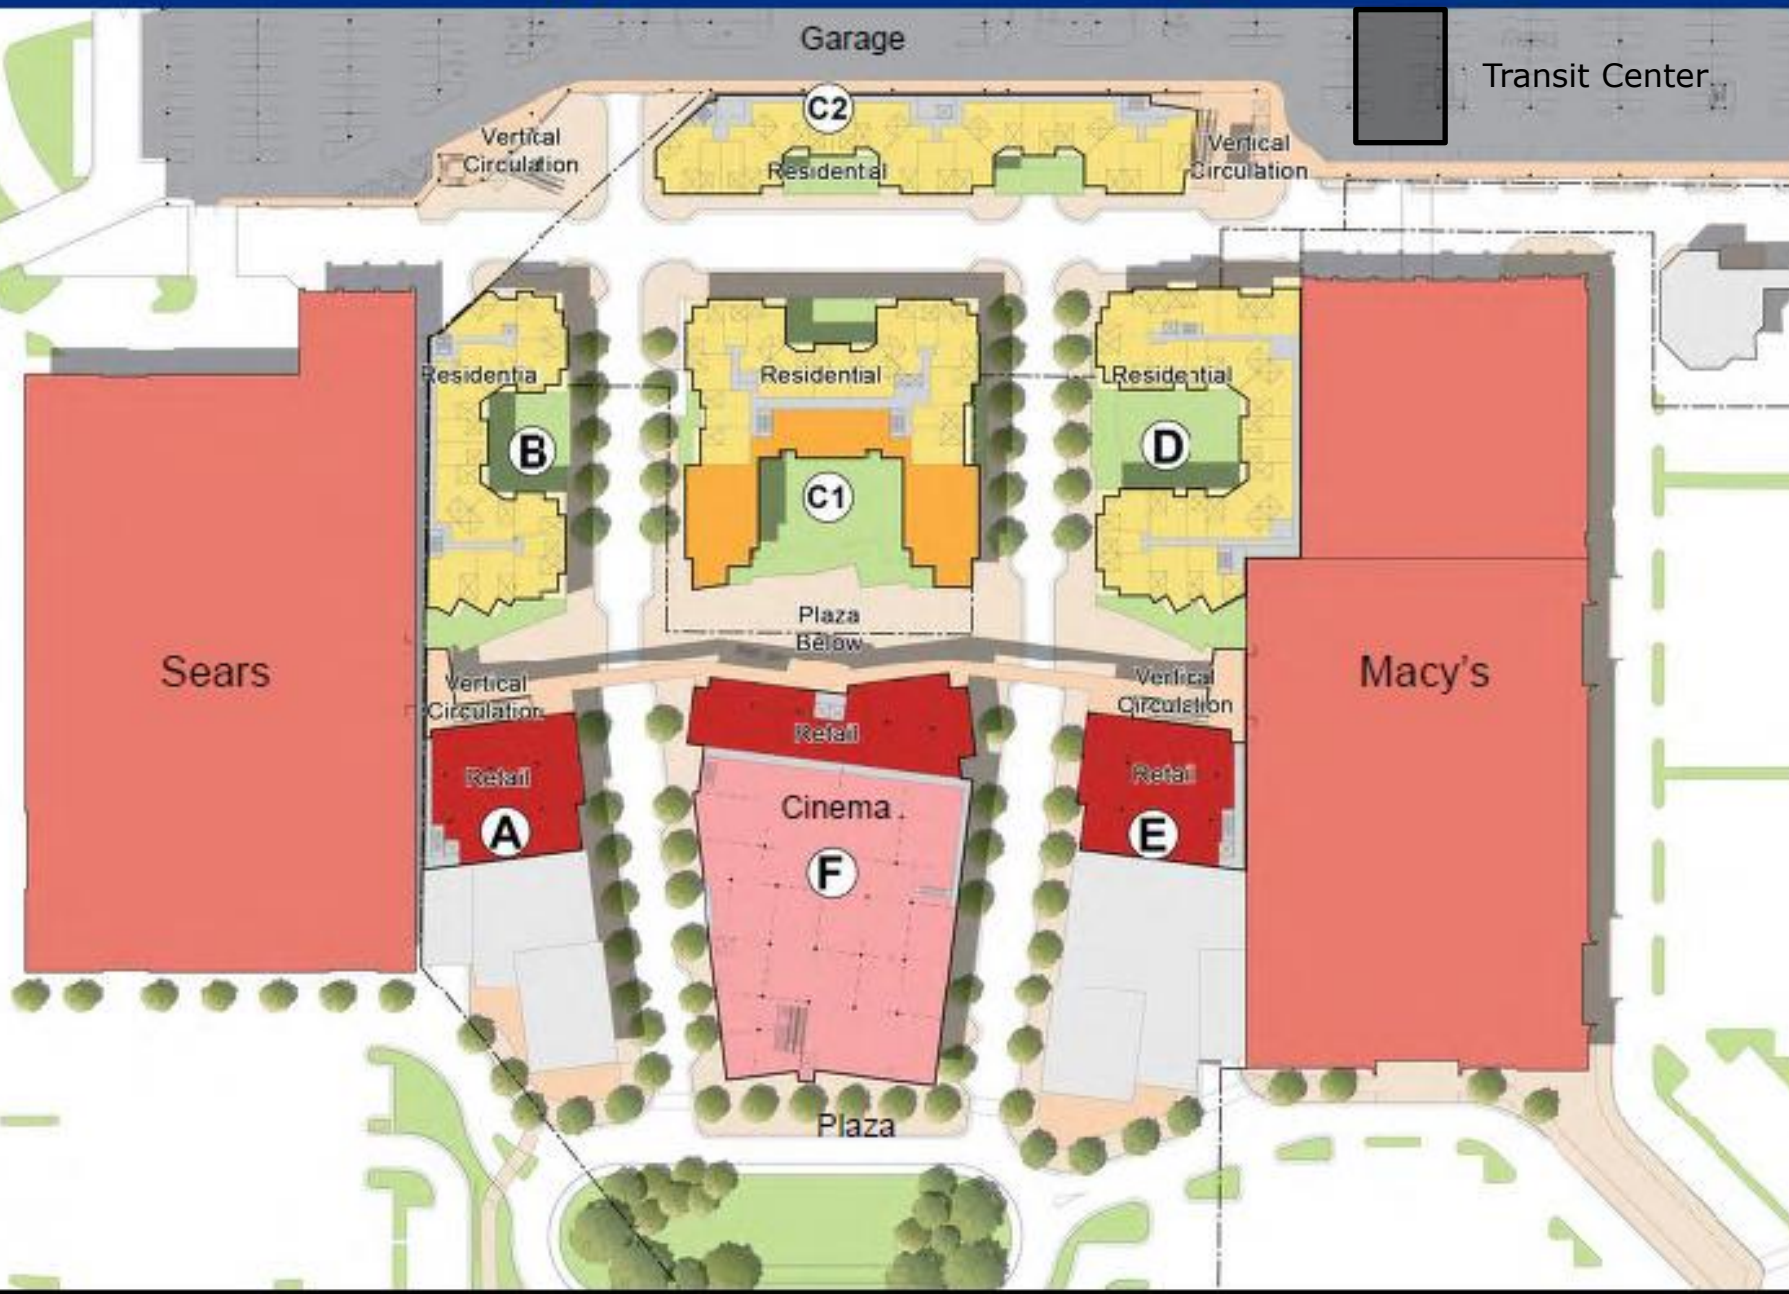 Garage
Transit Center
C2
Vertical
Circulation
Residential
Vertical
Circulation
Residentia
Residential
Residential
B
D
C1
Plaza
Below
Sears
Macy's
Vertical
Circulation
Vertical
Circulation
Retail
Retail
Retail
Cinema
A
E
F
Plaza